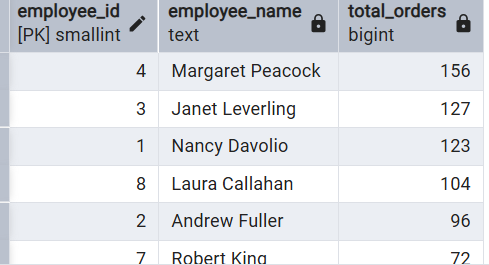 employee_id employee_name total_orders
[PK] smallint text bigint
4 Margaret Peacock 156
3 Janet Leverling 127
1 Nancy Davolio 123
8 Laura Callahan 104
2 Andrew Fuller 96
7 Robert King 72